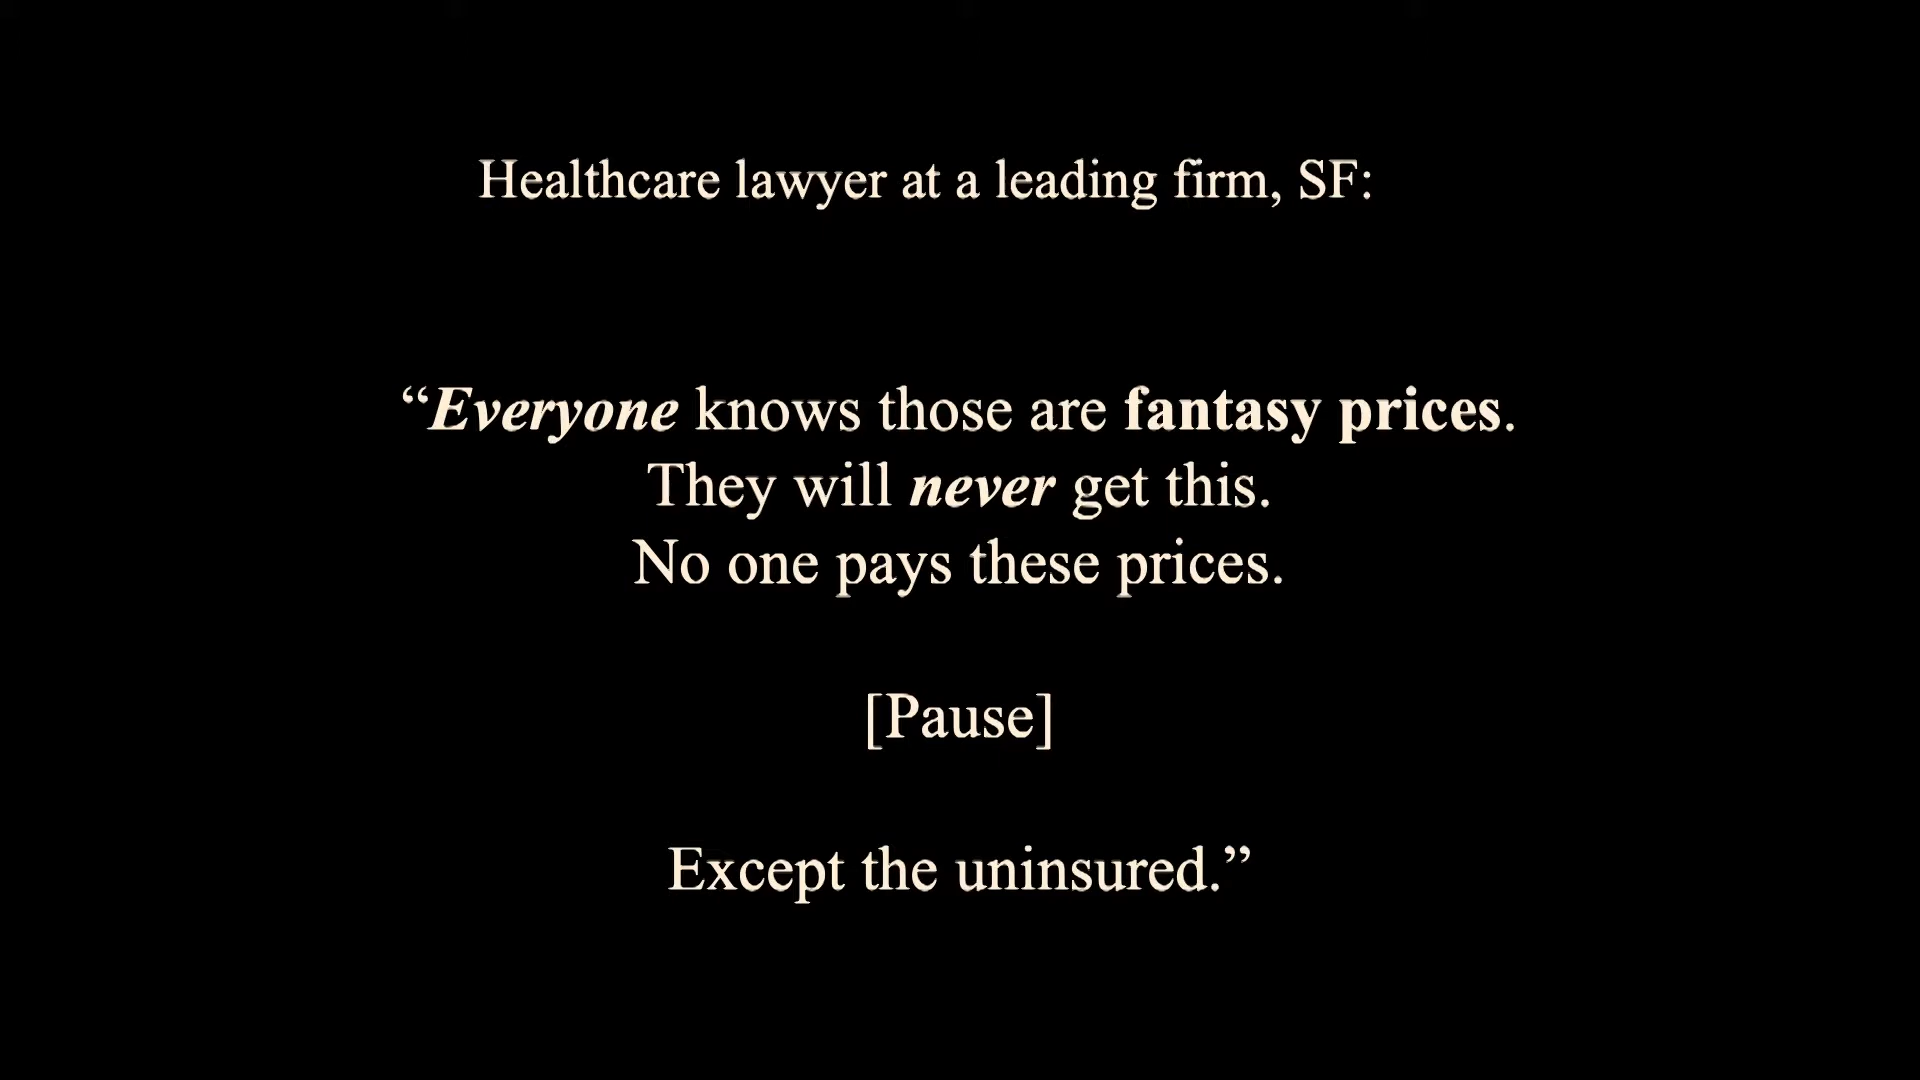 Healthcare lawyer at a leading firm, SF:
“Everyone knows those are fantasy prices.
They will never get this.
No one pays these prices.
[Pause]
Except the uninsured.”